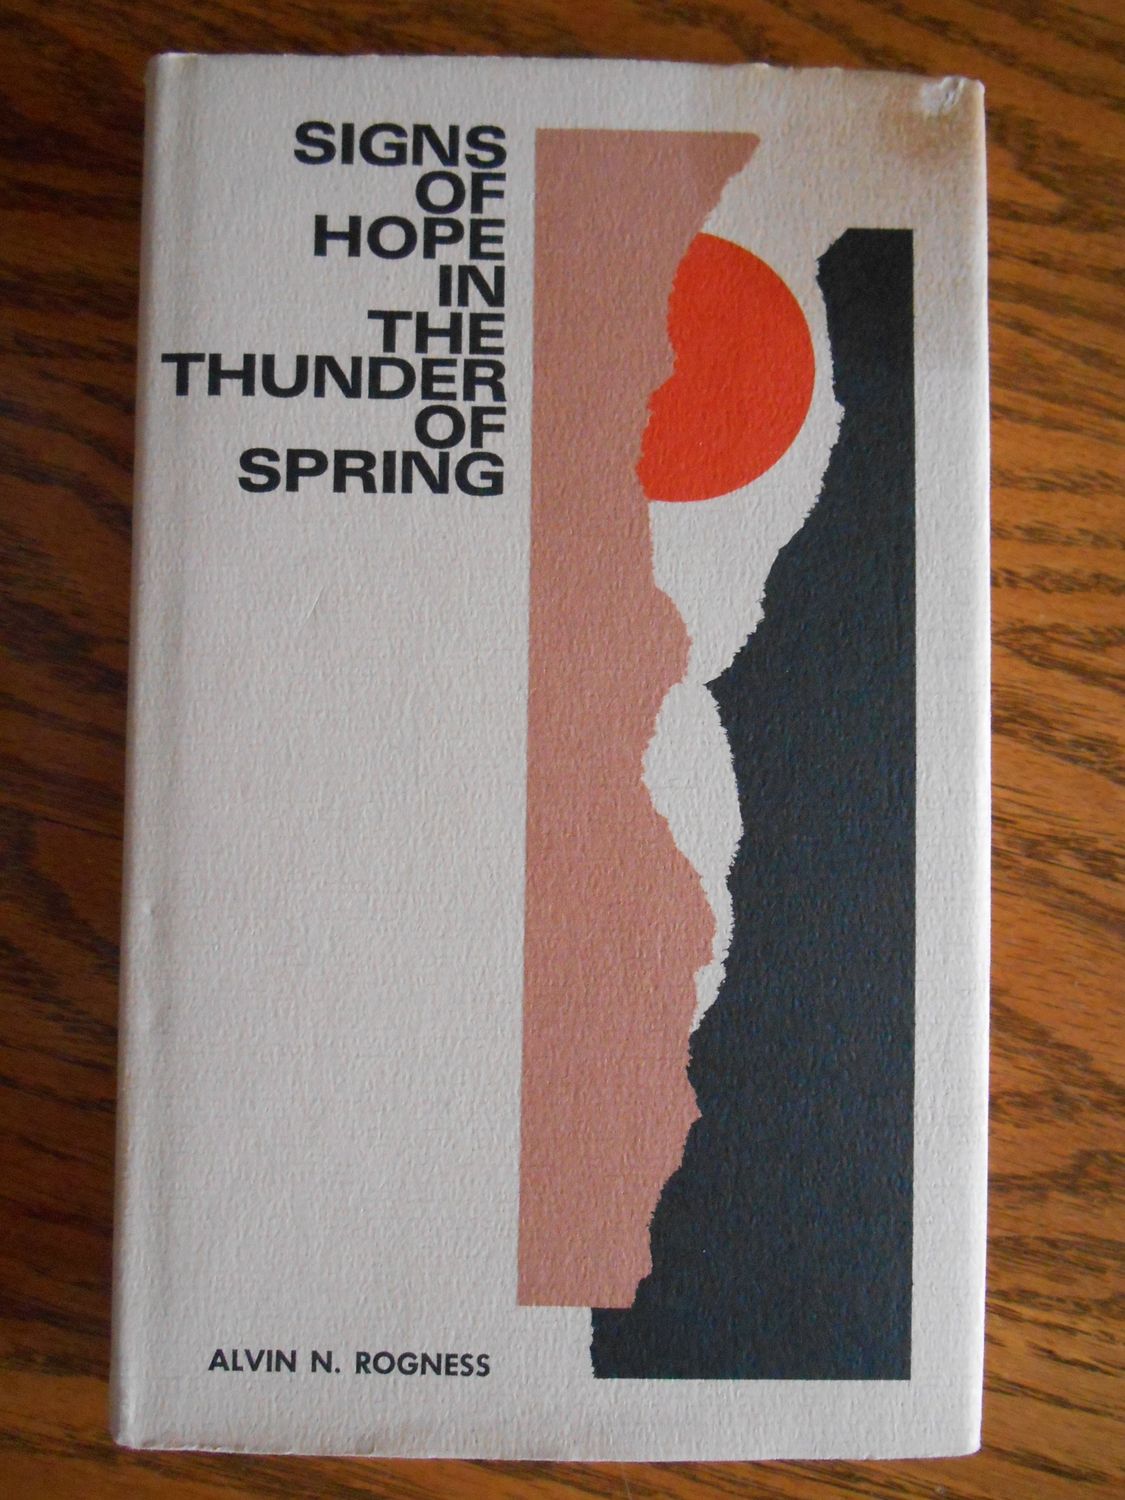 SIGNS
OF
HOPE
IN
THE
THUNDER
OF
SPRING
ALVIN N. ROGNESS